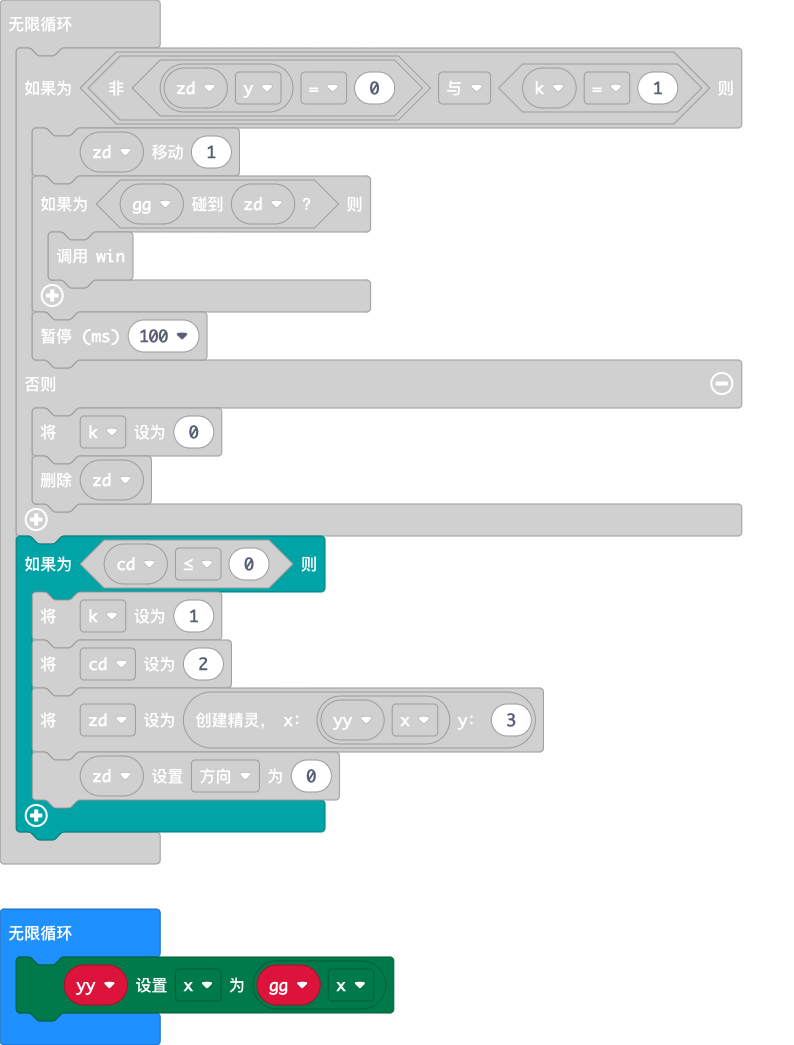 无限循环
如果为 非 zd y = 0 与 k = 1 则
zd 移动 1
如果为 gg 碰到 zd ? 则
调用 win
暂停 (ms) 100
否则
将 k 设为 0
删除 zd
如果为 cd ≤ 0 则
将 k 设为 1
将 cd 设为 2
将 zd 设为 创建精灵, x: yy x y: 3
zd 设置 方向 为 0
无限循环
yy 设置 x 为 gg x